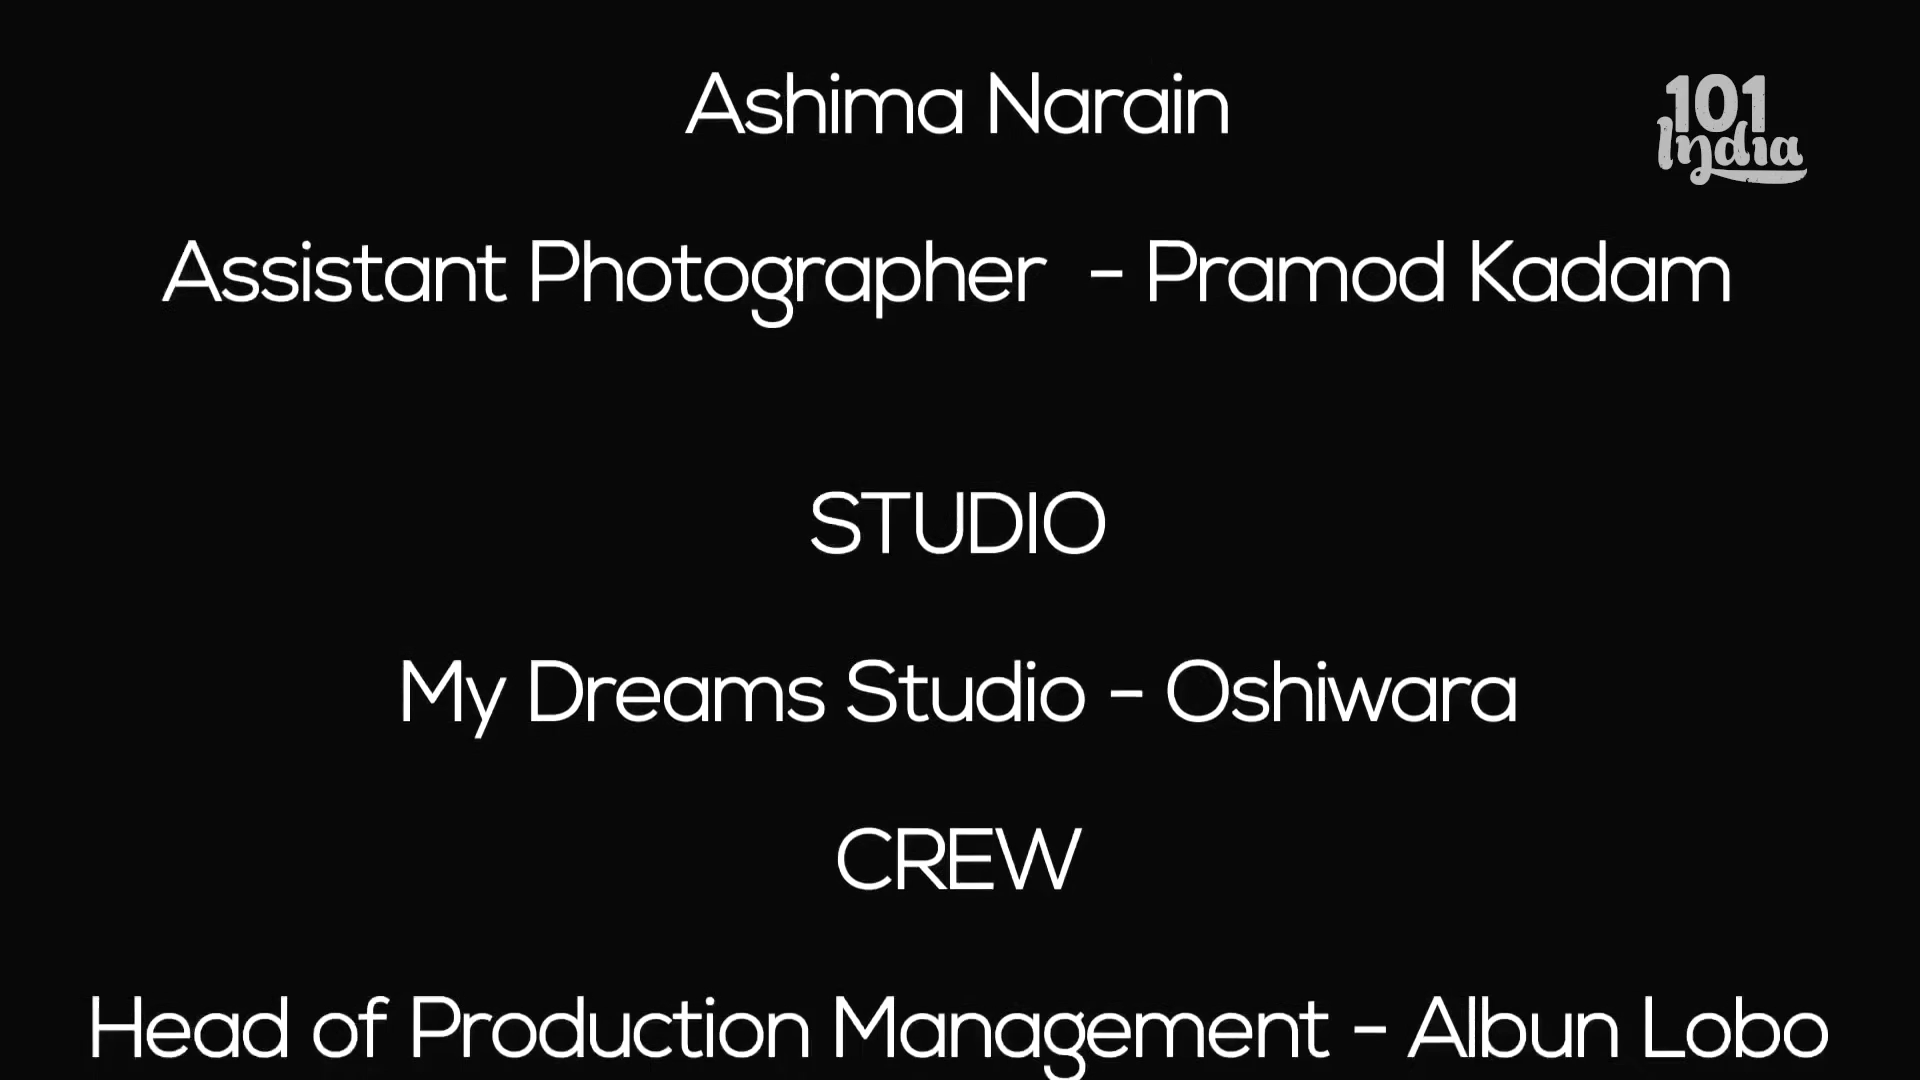 Ashima Narain
101
India
Assistant Photographer - Pramod Kadam
STUDIO
My Dreams Studio - Oshiwara
CREW
Head of Production Management - Albun Lobo